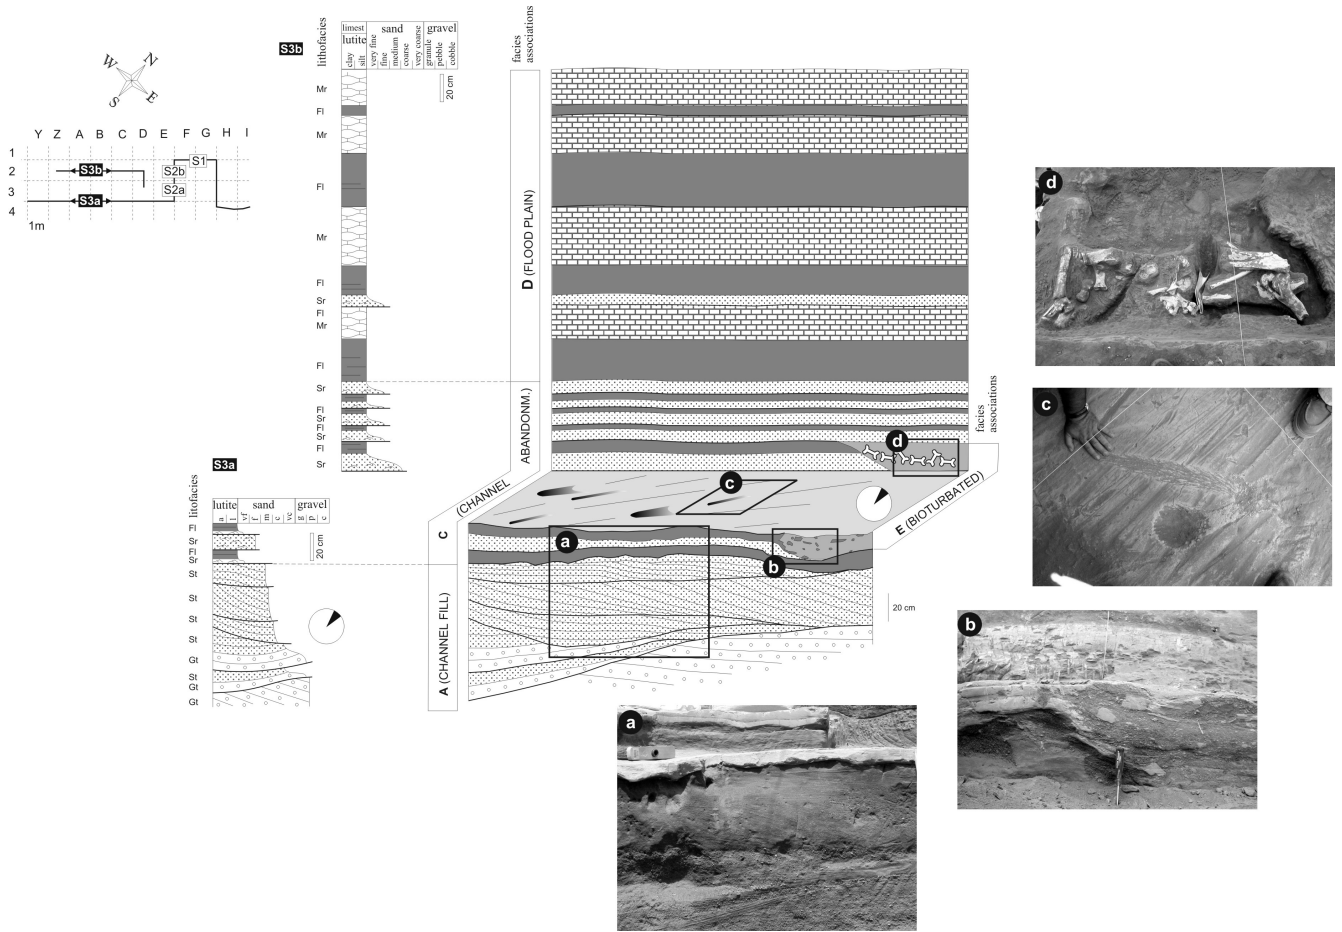 S3b
lithofacies
limest
lutite
sand
gravel
clay
silt
very fine
fine
medium
coarse
very coarse
granule
pebble
cobble
facies
associations
20 cm
W N
S E
Y Z A B C D E F G H I
1
2
3
4
S3b
S3a
S1
S2b
S2a
1m
Mr
Fl
Mr
Fl
Mr
Fl
Sr
Fl
Mr
Fl
Sr
Fl
Sr
Fl
Sr
Fl
Sr
D (FLOOD PLAIN)
C (CHANNEL ABANDONM.)
A (CHANNEL FILL)
E (BIOTURBATED)
facies
associations
S3a
litofacies
lutite
sand
gravel
a
l
vf
f
m
c
vc
g
p
c
20 cm
Fl
Sr
Fl
Sr
St
St
St
Gt
St
Gt
Gt
a
b
c
d
20 cm
d
c
b
a